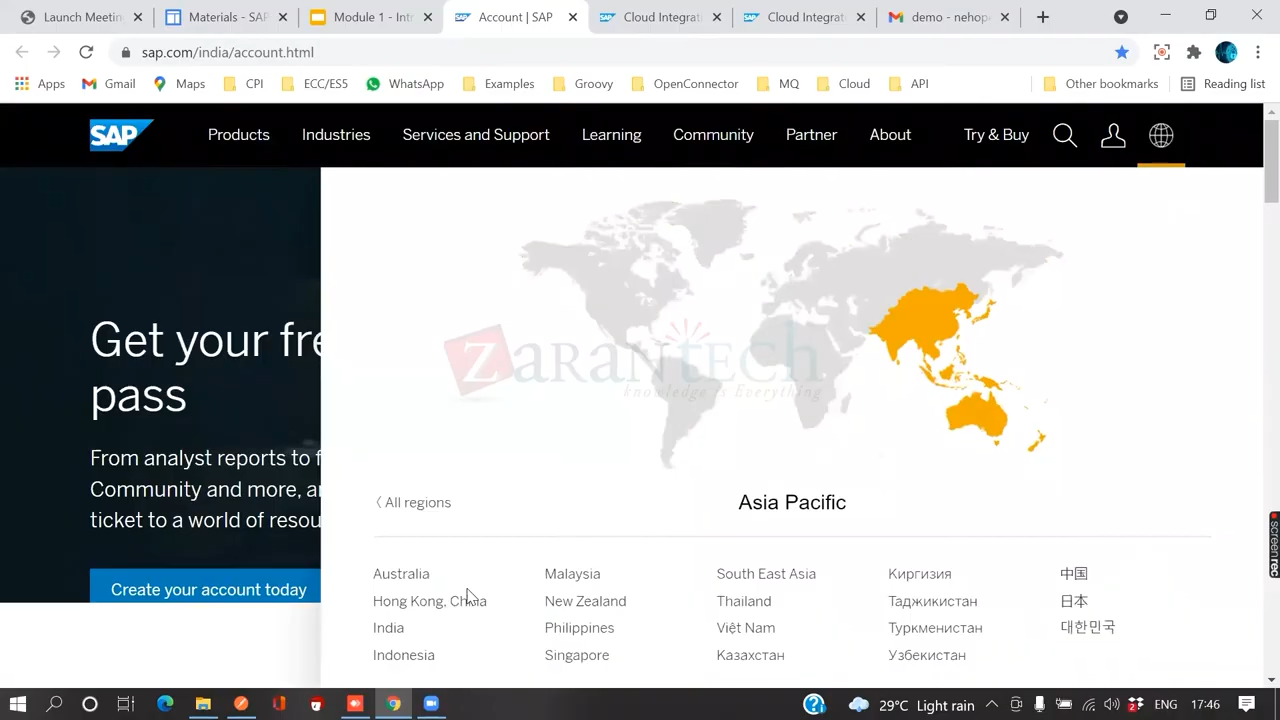 Launch Meetin
Materials - SAP
Module 1 - Intr
Account | SAP
Cloud Integrati
Cloud Integrati
demo - nehope
sap.com/india/account.html
Apps
Gmail
Maps
CPI
ECC/ES5
WhatsApp
Examples
Groovy
OpenConnector
MQ
Cloud
API
Other bookmarks
Reading list
SAP
Products
Industries
Services and Support
Learning
Community
Partner
About
Try & Buy
Get your fre
pass
From analyst reports to f
Community and more, an
ticket to a world of resou
Create your account today
ZARANTECH
knowledge is Everything
〈 All regions
Asia Pacific
Australia
Hong Kong, China
India
Indonesia
Malaysia
New Zealand
Philippines
Singapore
South East Asia
Thailand
Việt Nam
Казахстан
Киргизия
Таджикистан
Туркменистан
Узбекистан
中国
日本
대한민국
screenrec
29°C Light rain
ENG
17:46